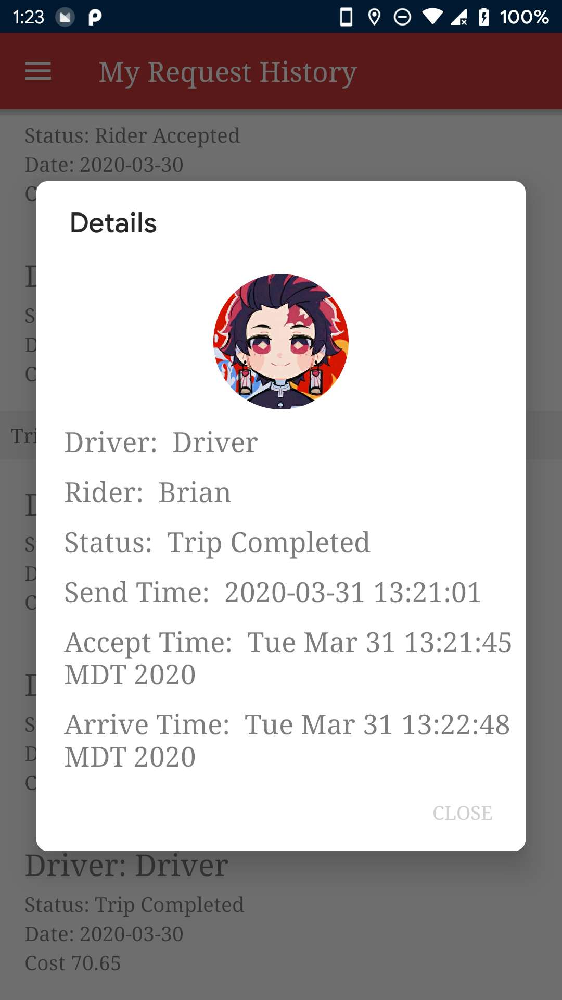 1:23
100%
My Request History
Status: Rider Accepted
Date: 2020-03-30
Details
Driver: Driver
Rider: Brian
Status: Trip Completed
Send Time: 2020-03-31 13:21:01
Accept Time: Tue Mar 31 13:21:45
MDT 2020
Arrive Time: Tue Mar 31 13:22:48
MDT 2020
CLOSE
Driver: Driver
Status: Trip Completed
Date: 2020-03-30
Cost 70.65